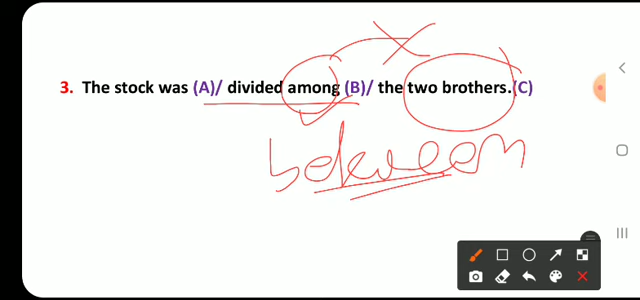 3. The stock was (A)/ divided among (B)/ the two brothers.(C)
between